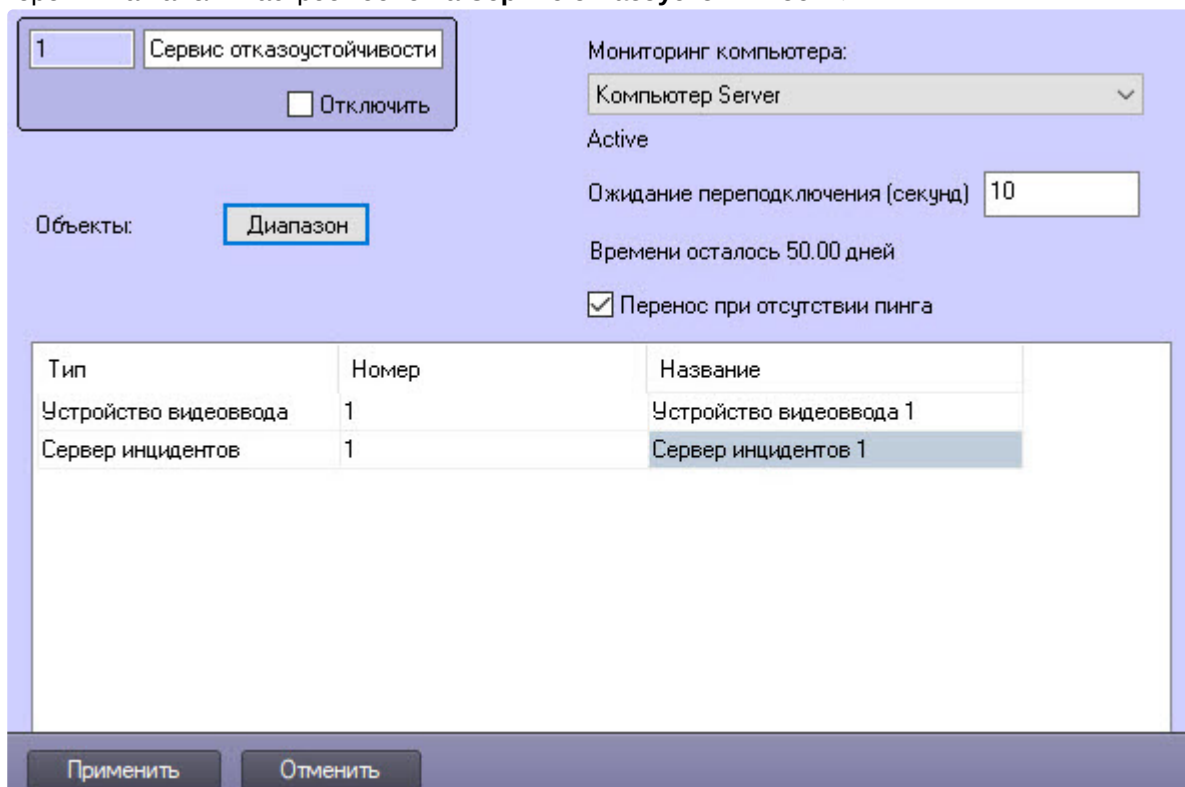 1 Сервис отказоустойчивости
Отключить
Мониторинг компьютера:
Компьютер Server
Active
Ожидание переподключения (секунд) 10
Объекты: Диапазон
Времени осталось 50.00 дней
Перенос при отсутствии пинга
Тип Номер Название
Устройство видеоввода 1 Устройство видеоввода 1
Сервер инцидентов 1 Сервер инцидентов 1
Применить Отменить